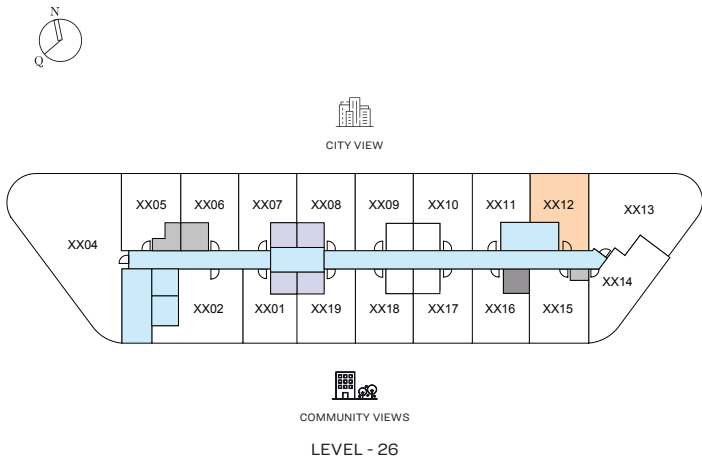 N
Q
CITY VIEW
XX05 XX06 XX07 XX08 XX09 XX10 XX11 XX12 XX13
XX04
XX14
XX02 XX01 XX19 XX18 XX17 XX16 XX15
COMMUNITY VIEWS
LEVEL - 26